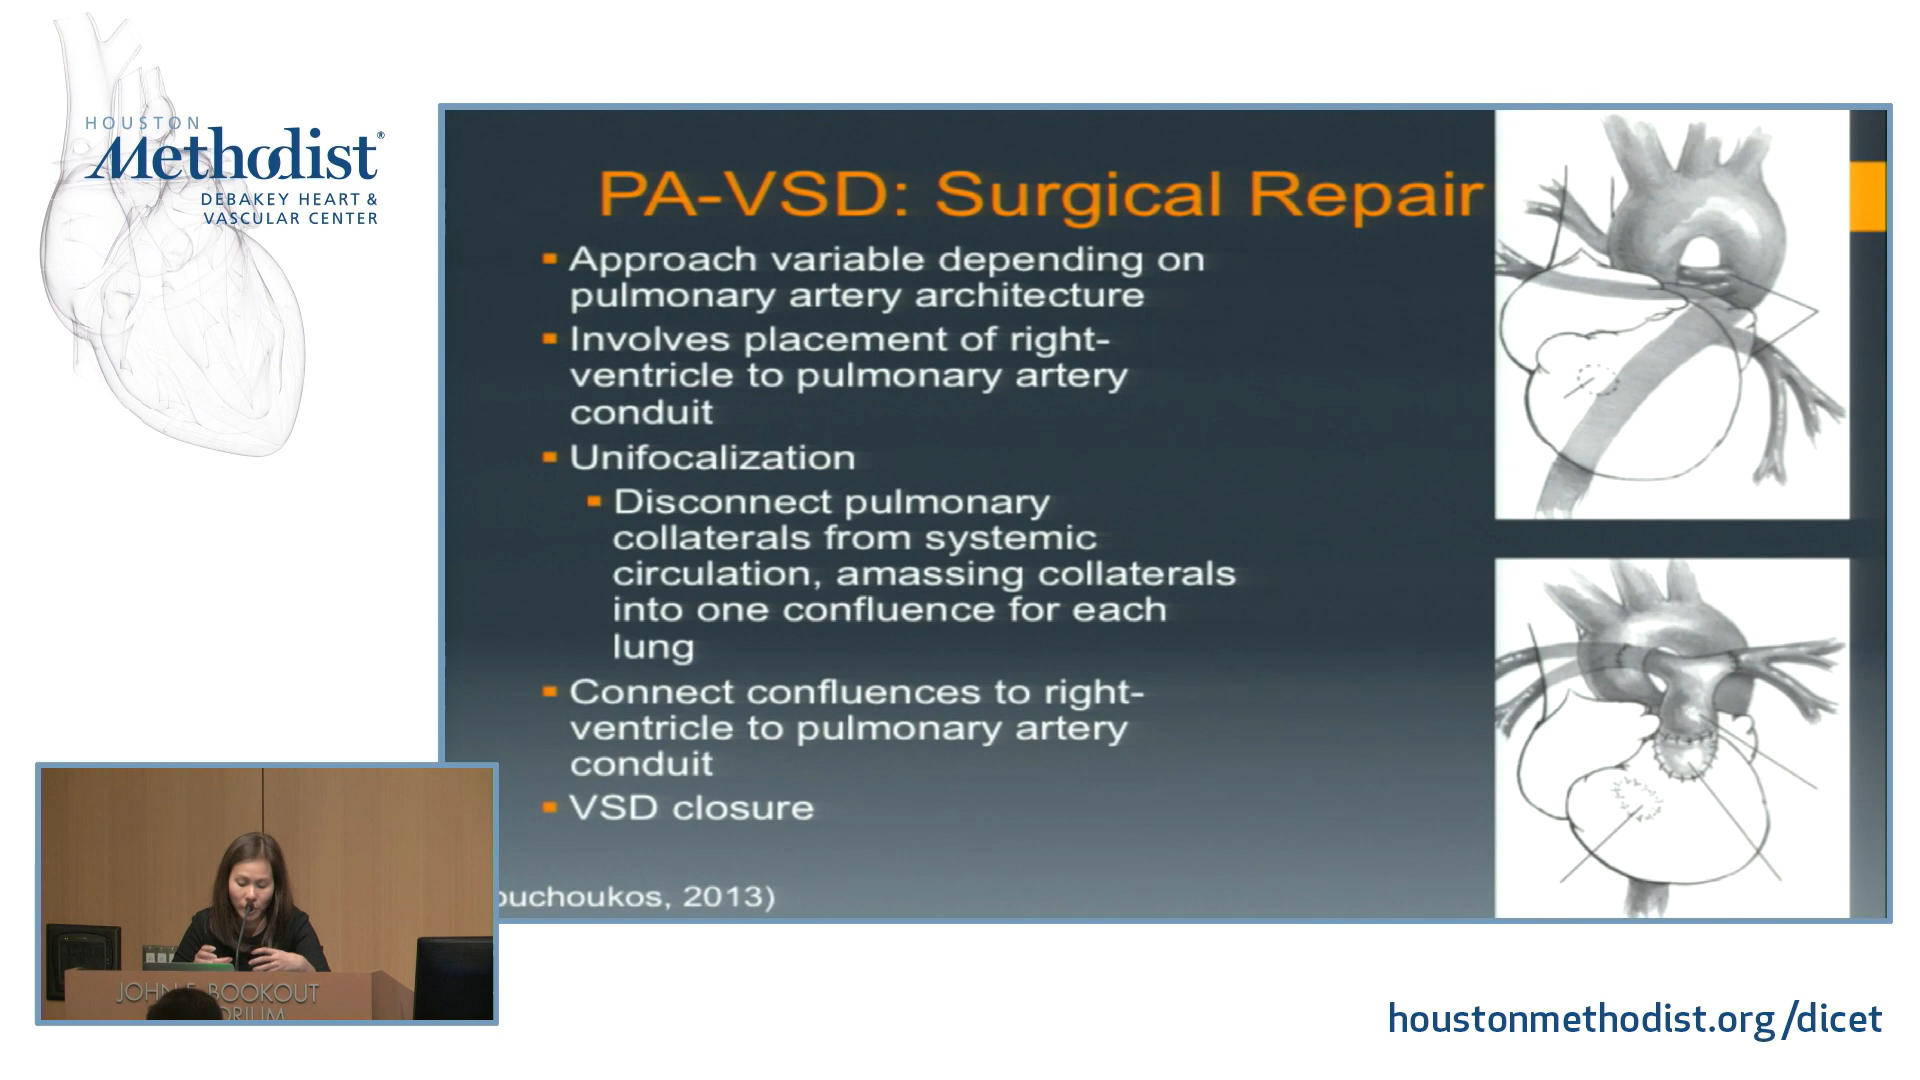 HOUSTON
Methodist®
DEBAKEY HEART &
VASCULAR CENTER
PA-VSD: Surgical Repair
Approach variable depending on
pulmonary artery architecture
Involves placement of right-
ventricle to pulmonary artery
conduit
Unifocalization
Disconnect pulmonary
collaterals from systemic
circulation, amassing collaterals
into one confluence for each
lung
Connect confluences to right-
ventricle to pulmonary artery
conduit
VSD closure
ouchoukos, 2013)
BOOKOUT
houstonmethodist.org/dicet